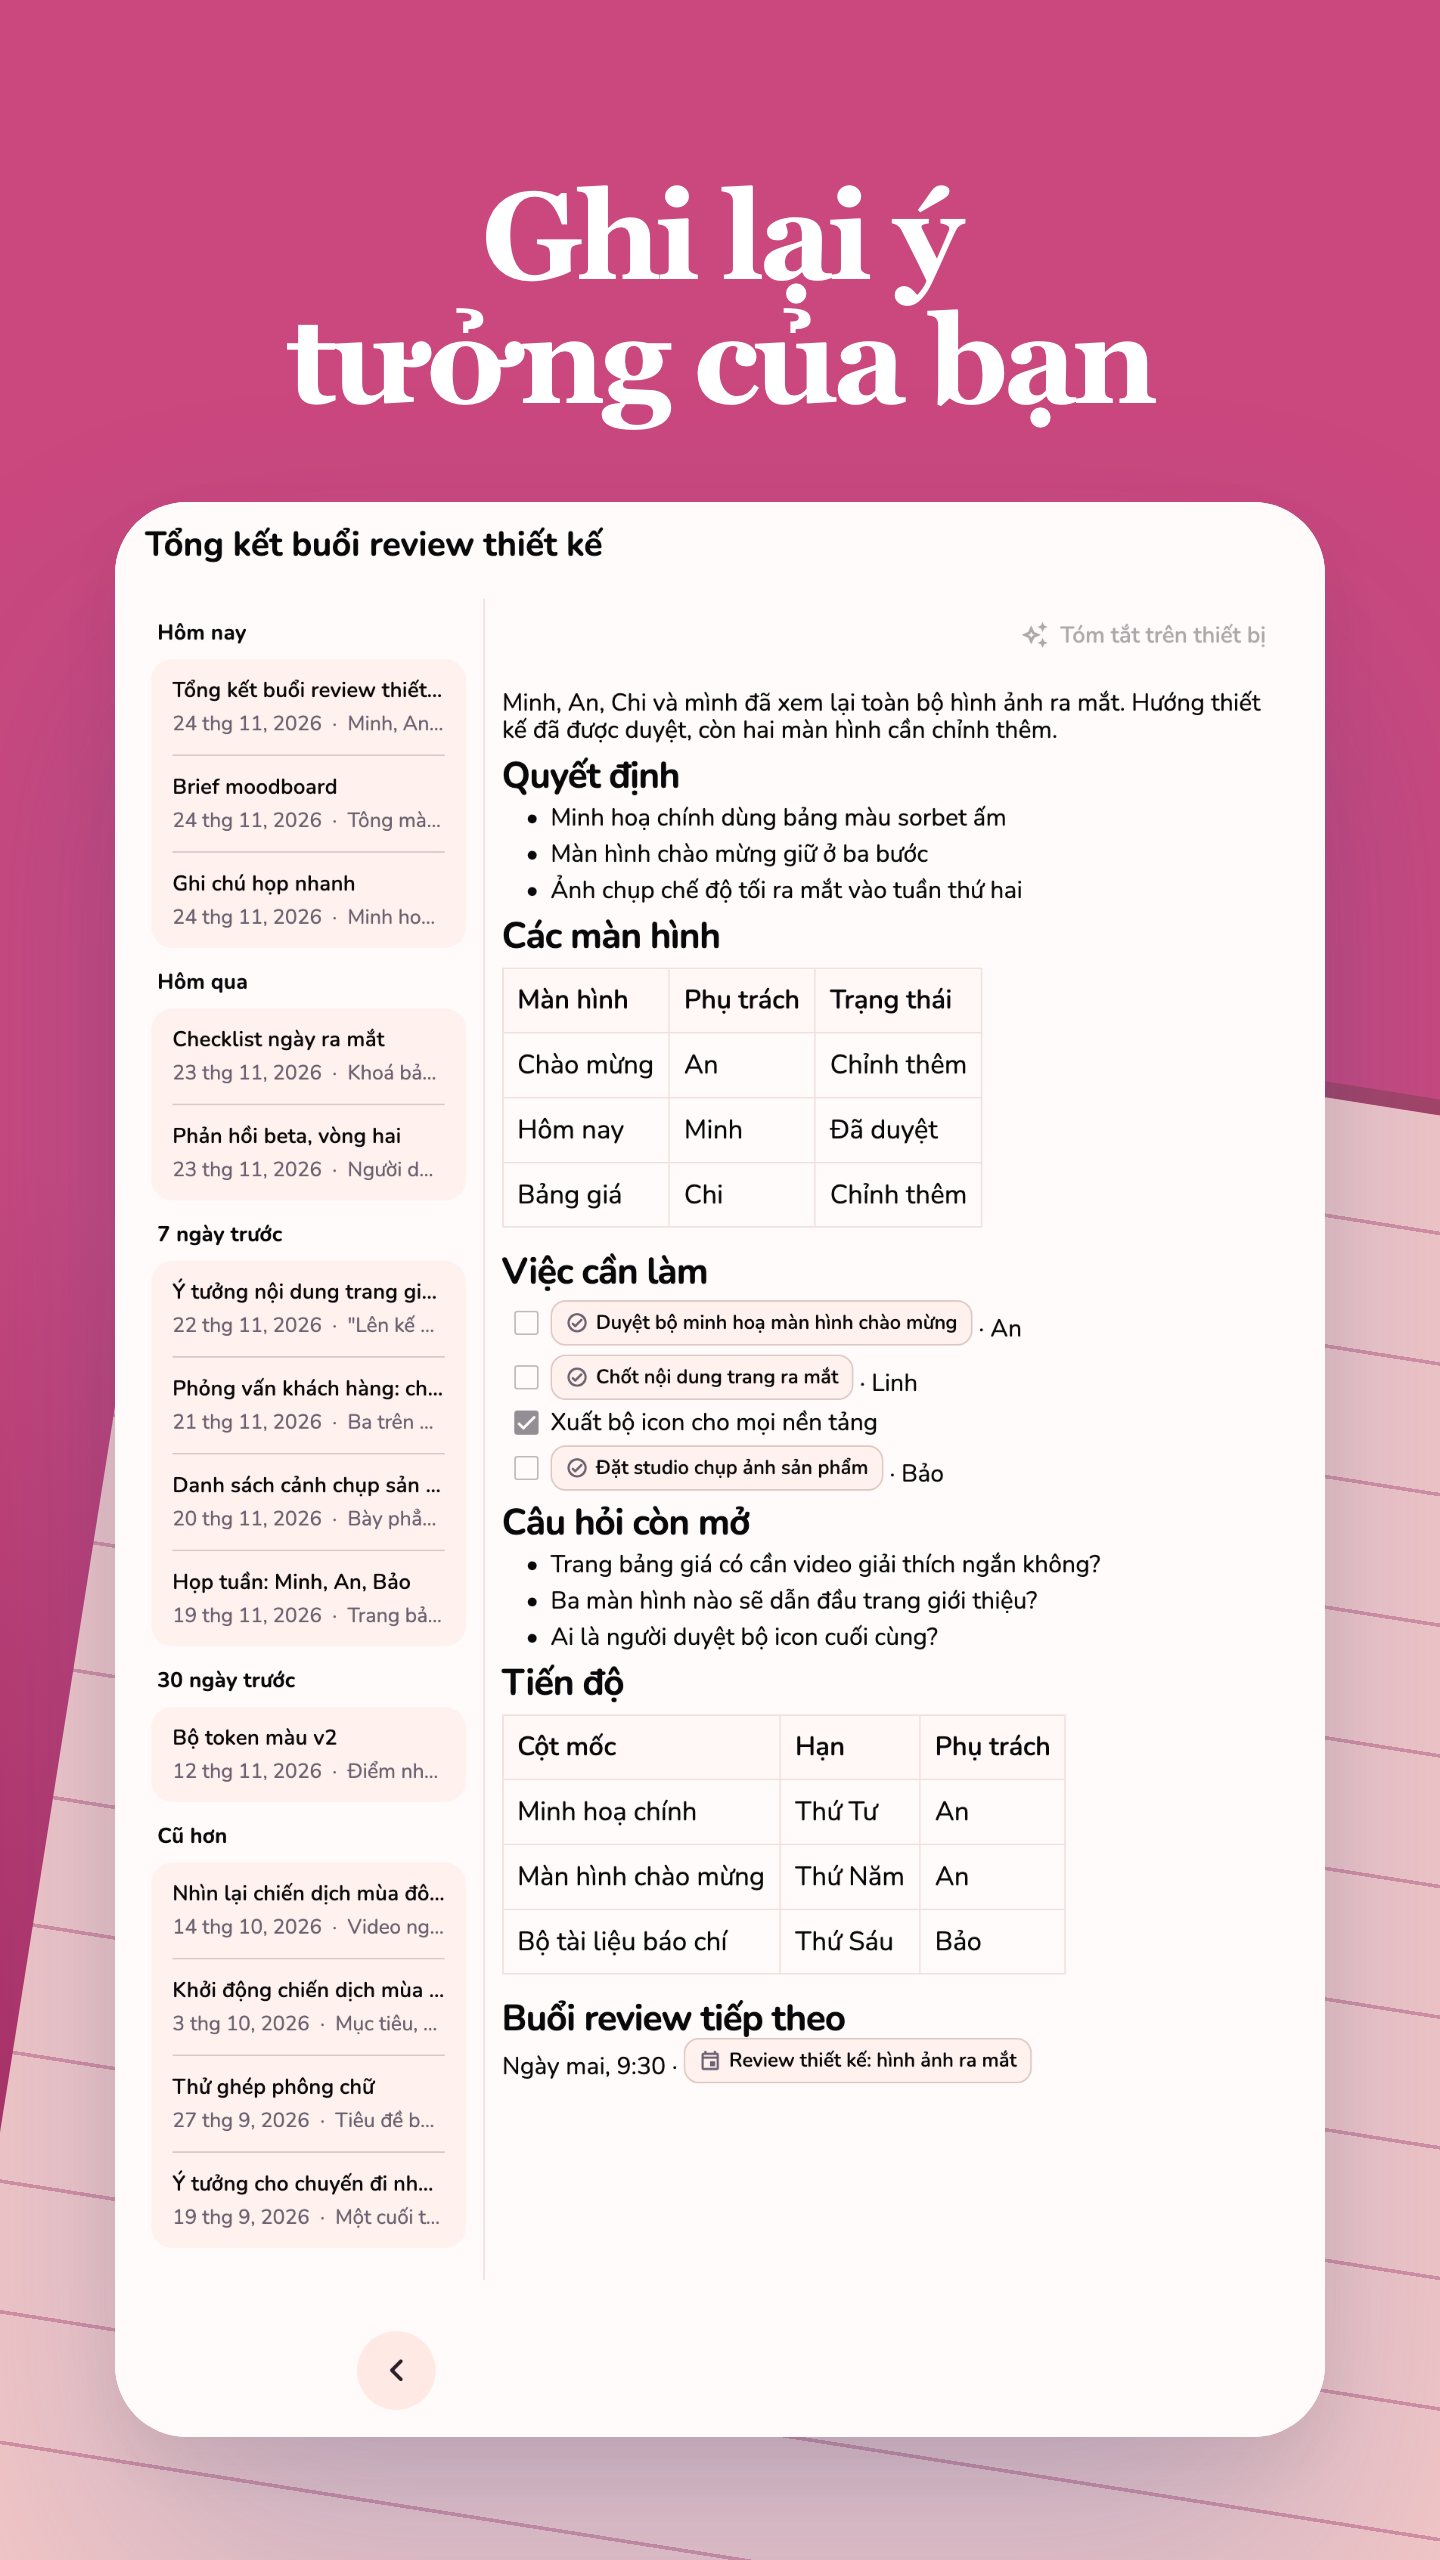 Ghi lại ý
tưởng của bạn
Tổng kết buổi review thiết kế
Hôm nay
Tổng kết buổi review thiết...
24 thg 11, 2026 · Minh, An...
Brief moodboard
24 thg 11, 2026 · Tông mà...
Ghi chú họp nhanh
24 thg 11, 2026 · Minh ho...
Hôm qua
Checklist ngày ra mắt
23 thg 11, 2026 · Khoá bả...
Phản hồi beta, vòng hai
23 thg 11, 2026 · Người d...
7 ngày trước
Ý tưởng nội dung trang gi...
22 thg 11, 2026 · "Lên kế ...
Phỏng vấn khách hàng: ch...
21 thg 11, 2026 · Ba trên ...
Danh sách cảnh chụp sản ...
20 thg 11, 2026 · Bày phẳ...
Họp tuần: Minh, An, Bảo
19 thg 11, 2026 · Trang bả...
30 ngày trước
Bộ token màu v2
12 thg 11, 2026 · Điểm nh...
Cũ hơn
Nhìn lại chiến dịch mùa đô...
14 thg 10, 2026 · Video ng...
Khởi động chiến dịch mùa ...
3 thg 10, 2026 · Mục tiêu, ...
Thử ghép phông chữ
27 thg 9, 2026 · Tiêu đề b...
Ý tưởng cho chuyến đi nh...
19 thg 9, 2026 · Một cuối t...
Tóm tắt trên thiết bị
Minh, An, Chi và mình đã xem lại toàn bộ hình ảnh ra mắt. Hướng thiết
kế đã được duyệt, còn hai màn hình cần chỉnh thêm.
Quyết định
• Minh hoạ chính dùng bảng màu sorbet ấm
• Màn hình chào mừng giữ ở ba bước
• Ảnh chụp chế độ tối ra mắt vào tuần thứ hai
Các màn hình
Màn hình Phụ trách Trạng thái
Chào mừng An Chỉnh thêm
Hôm nay Minh Đã duyệt
Bảng giá Chi Chỉnh thêm
Việc cần làm
Duyệt bộ minh hoạ màn hình chào mừng · An
Chốt nội dung trang ra mắt · Linh
Xuất bộ icon cho mọi nền tảng
Đặt studio chụp ảnh sản phẩm · Bảo
Câu hỏi còn mở
• Trang bảng giá có cần video giải thích ngắn không?
• Ba màn hình nào sẽ dẫn đầu trang giới thiệu?
• Ai là người duyệt bộ icon cuối cùng?
Tiến độ
Cột mốc Hạn Phụ trách
Minh hoạ chính Thứ Tư An
Màn hình chào mừng Thứ Năm An
Bộ tài liệu báo chí Thứ Sáu Bảo
Buổi review tiếp theo
Ngày mai, 9:30 · Review thiết kế: hình ảnh ra mắt